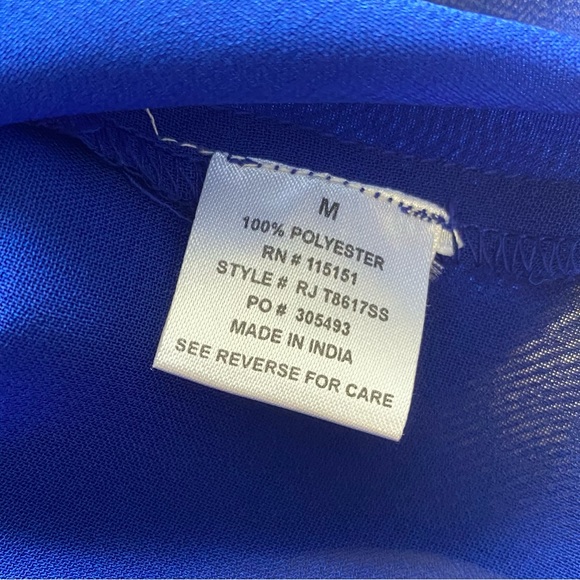 M
100% POLYESTER
RN # 115151
STYLE # RJ T8617SS
PO # 305493
MADE IN INDIA
SEE REVERSE FOR CARE